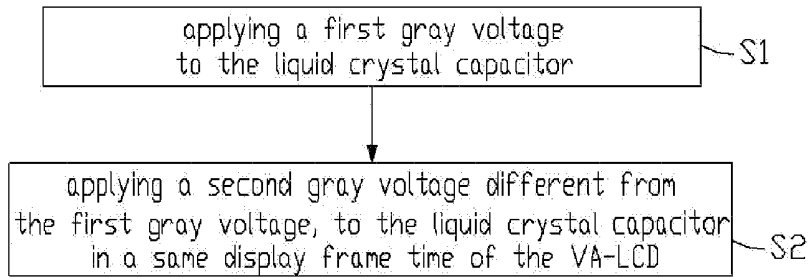 applying a first gray voltage
to the liquid crystal capacitor
S1
applying a second gray voltage different from
the first gray voltage, to the liquid crystal capacitor
in a same display frame time of the VA-LCD
S2